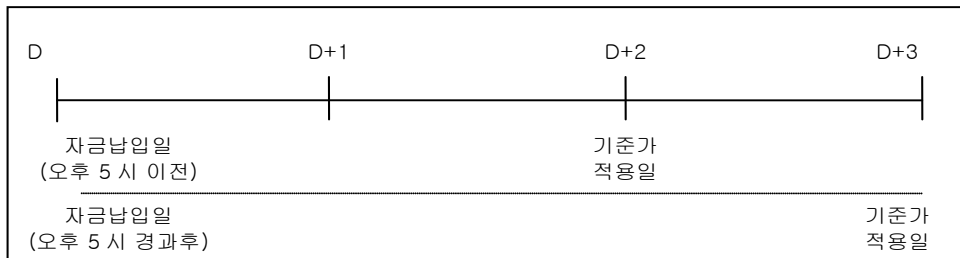 D D+1 D+2 D+3
자금납입일 기준가
(오후 5 시 이전) 적용일
자금납입일 기준가
(오후 5 시 경과후) 적용일